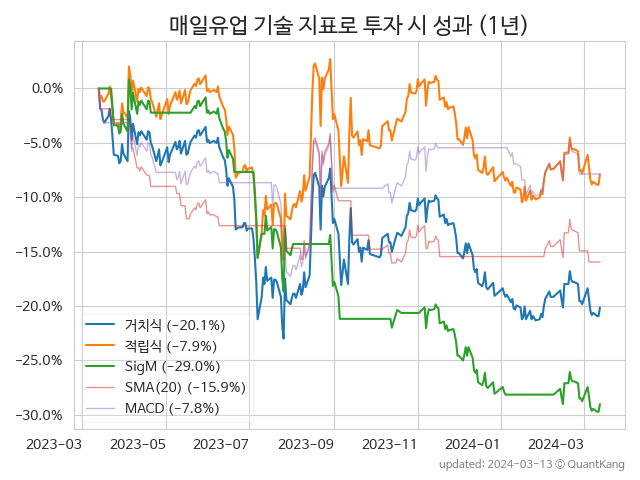 매일유업 기술 지표로 투자 시 성과 (1년)
0.0%
−5.0%
−10.0%
−15.0%
−20.0%
−25.0%
−30.0%
거치식 (−20.1%)
적립식 (−7.9%)
SigM (−29.0%)
SMA(20) (−15.9%)
MACD (−7.8%)
2023-03 2023-05 2023-07 2023-09 2023-11 2024-01 2024-03
updated: 2024-03-13 © QuantKang